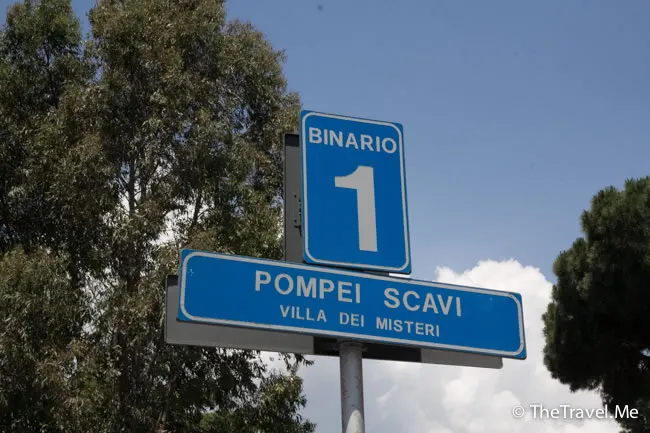 BINARIO
1
POMPEI SCAVI
VILLA DEI MISTERI
© TheTravel.Me